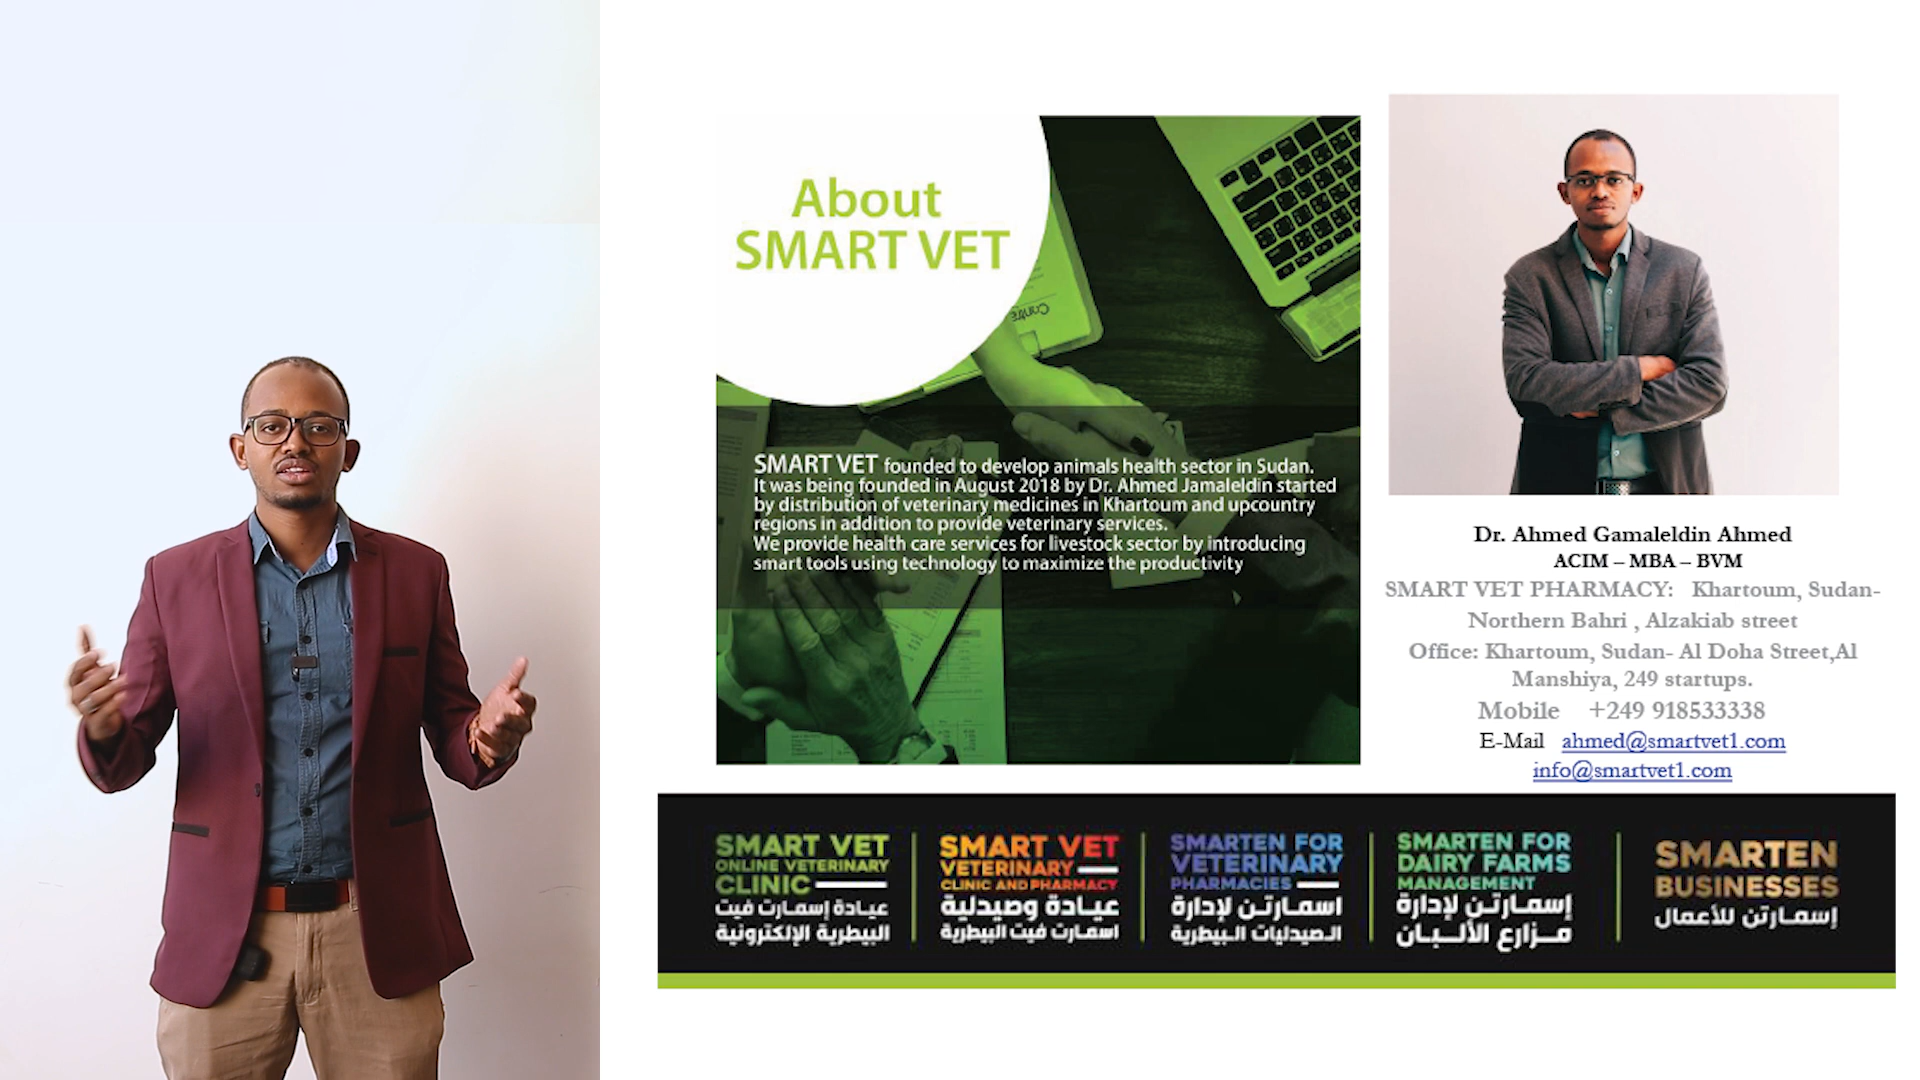 About
SMART VET
Contra
SMART VET founded to develop animals health sector in Sudan.
It was being founded in August 2018 by Dr. Ahmed Jamaleldin started
by distribution of veterinary medicines in Khartoum and upcountry
regions in addition to provide veterinary services.
We provide health care services for livestock sector by introducing
smart tools using technology to maximize the productivity
Dr. Ahmed Gamaleldin Ahmed
ACIM – MBA – BVM
SMART VET PHARMACY: Khartoum, Sudan-
Northern Bahri , Alzakiab street
Office: Khartoum, Sudan- Al Doha Street,Al
Manshiya, 249 startups.
Mobile +249 918533338
E-Mail ahmed@smartvet1.com
info@smartvet1.com
SMART VET
ONLINE VETERINARY
CLINIC
عيادة إسمارت فيت
البيطرية الإلكترونية
SMART VET
VETERINARY
CLINIC AND PHARMACY
عيادة وصيدلية
اسمارت فيت البيطرية
SMARTEN FOR
VETERINARY
PHARMACIES
اسمارتن لإدارة
الصيدليات البيطرية
SMARTEN FOR
DAIRY FARMS
MANAGEMENT
إسمارتن لإدارة
مزارع الألبان
SMARTEN
BUSINESSES
إسمارتن للأعمال